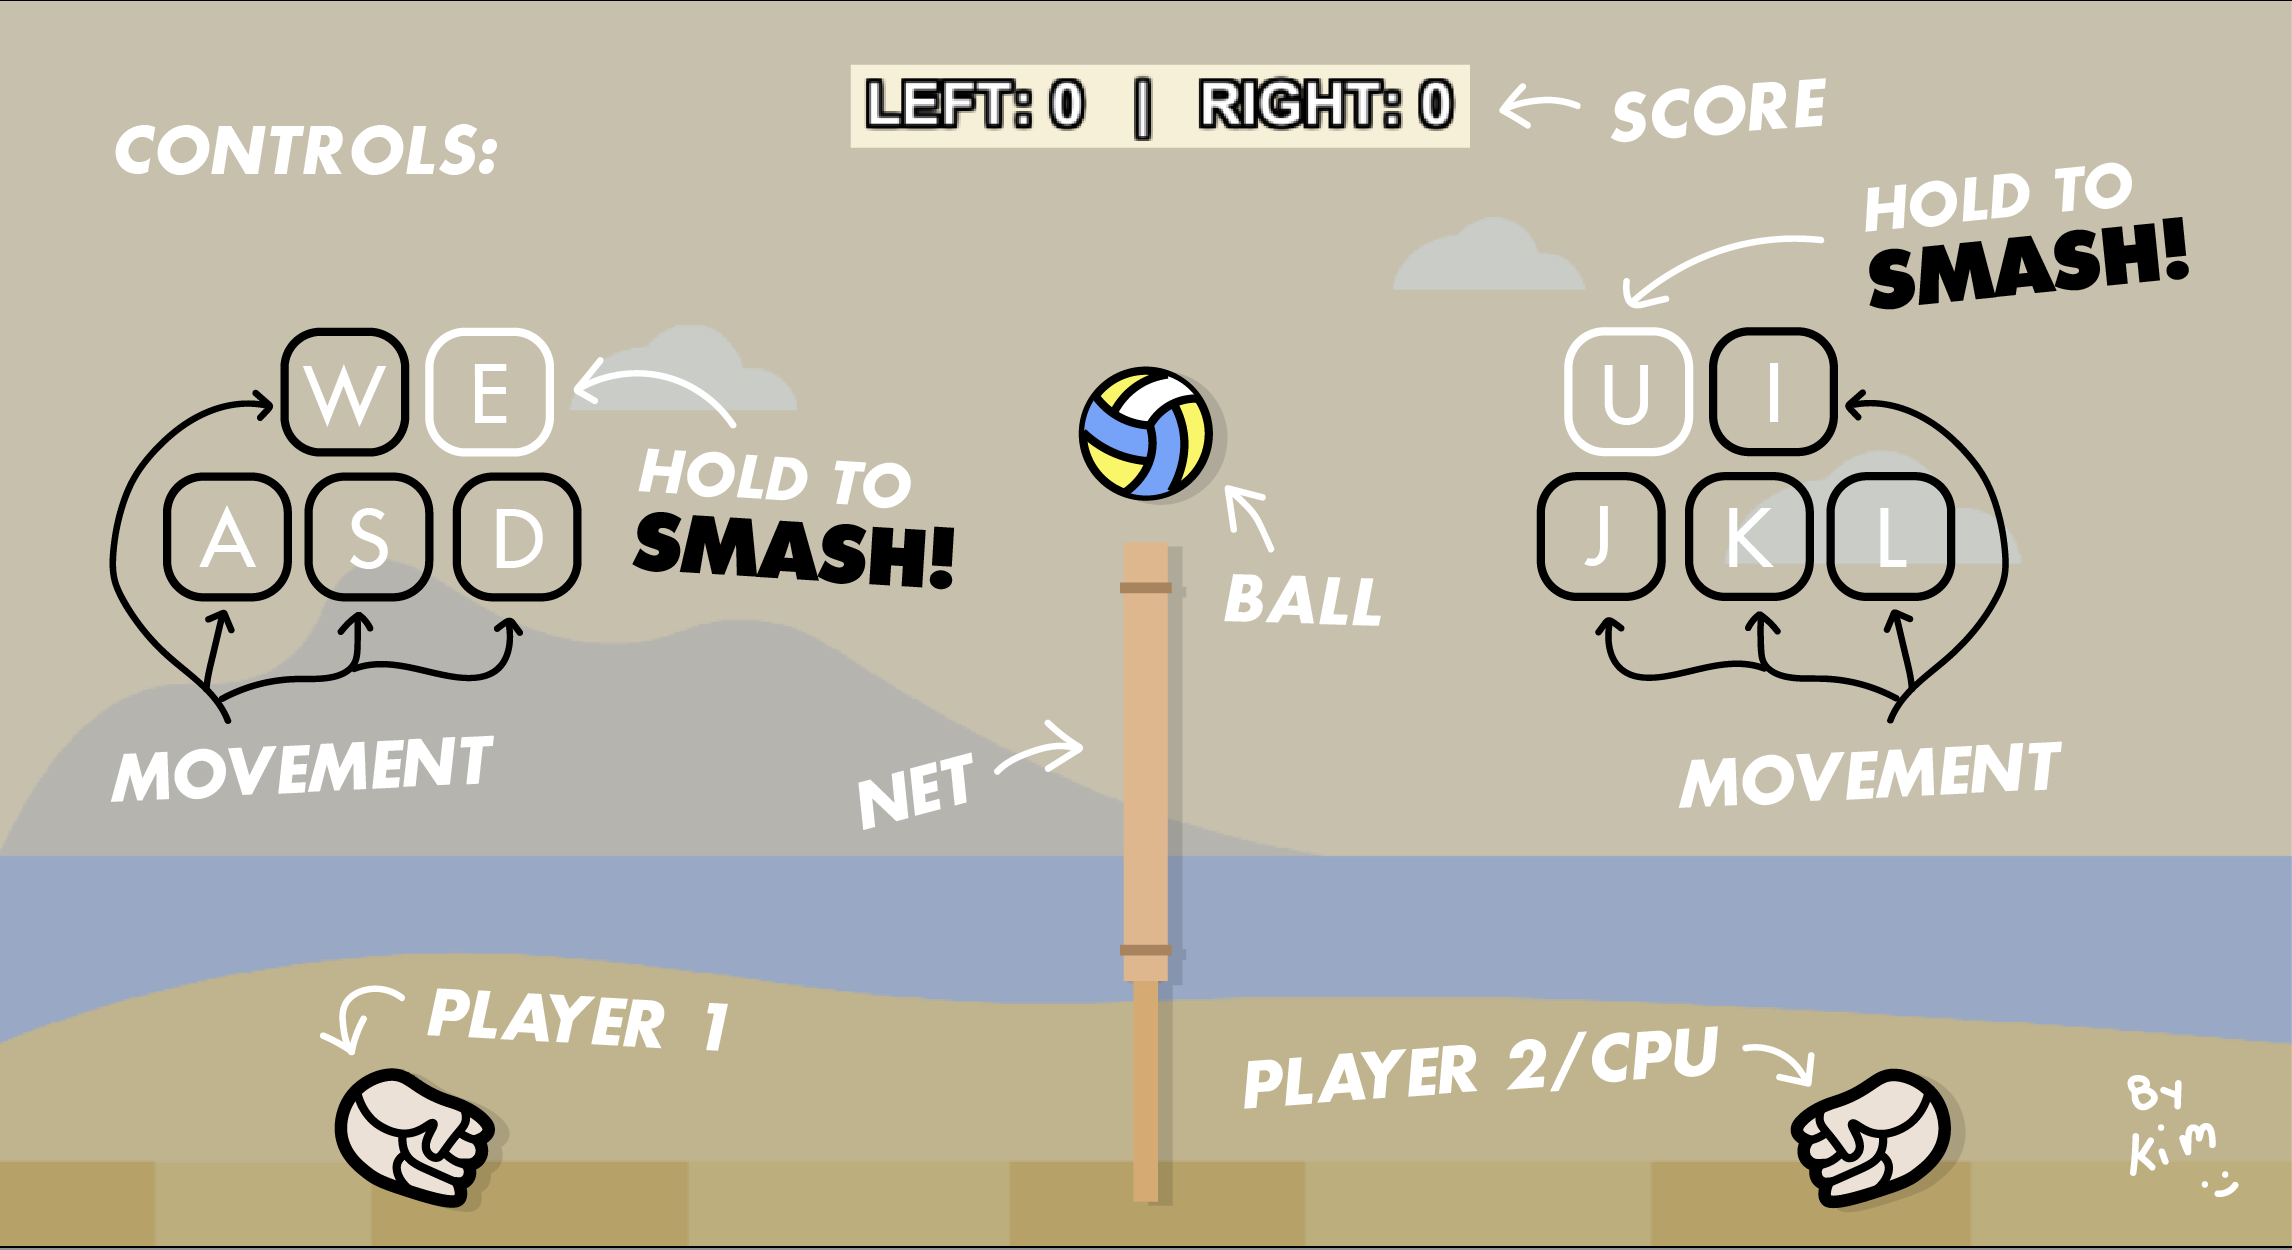 LEFT: 0 | RIGHT: 0
SCORE
CONTROLS:
HOLD TO
SMASH!
W E
A S D
HOLD TO
SMASH!
U I
J K L
BALL
MOVEMENT
NET
MOVEMENT
PLAYER 1
PLAYER 2/CPU
By
Kim
:)